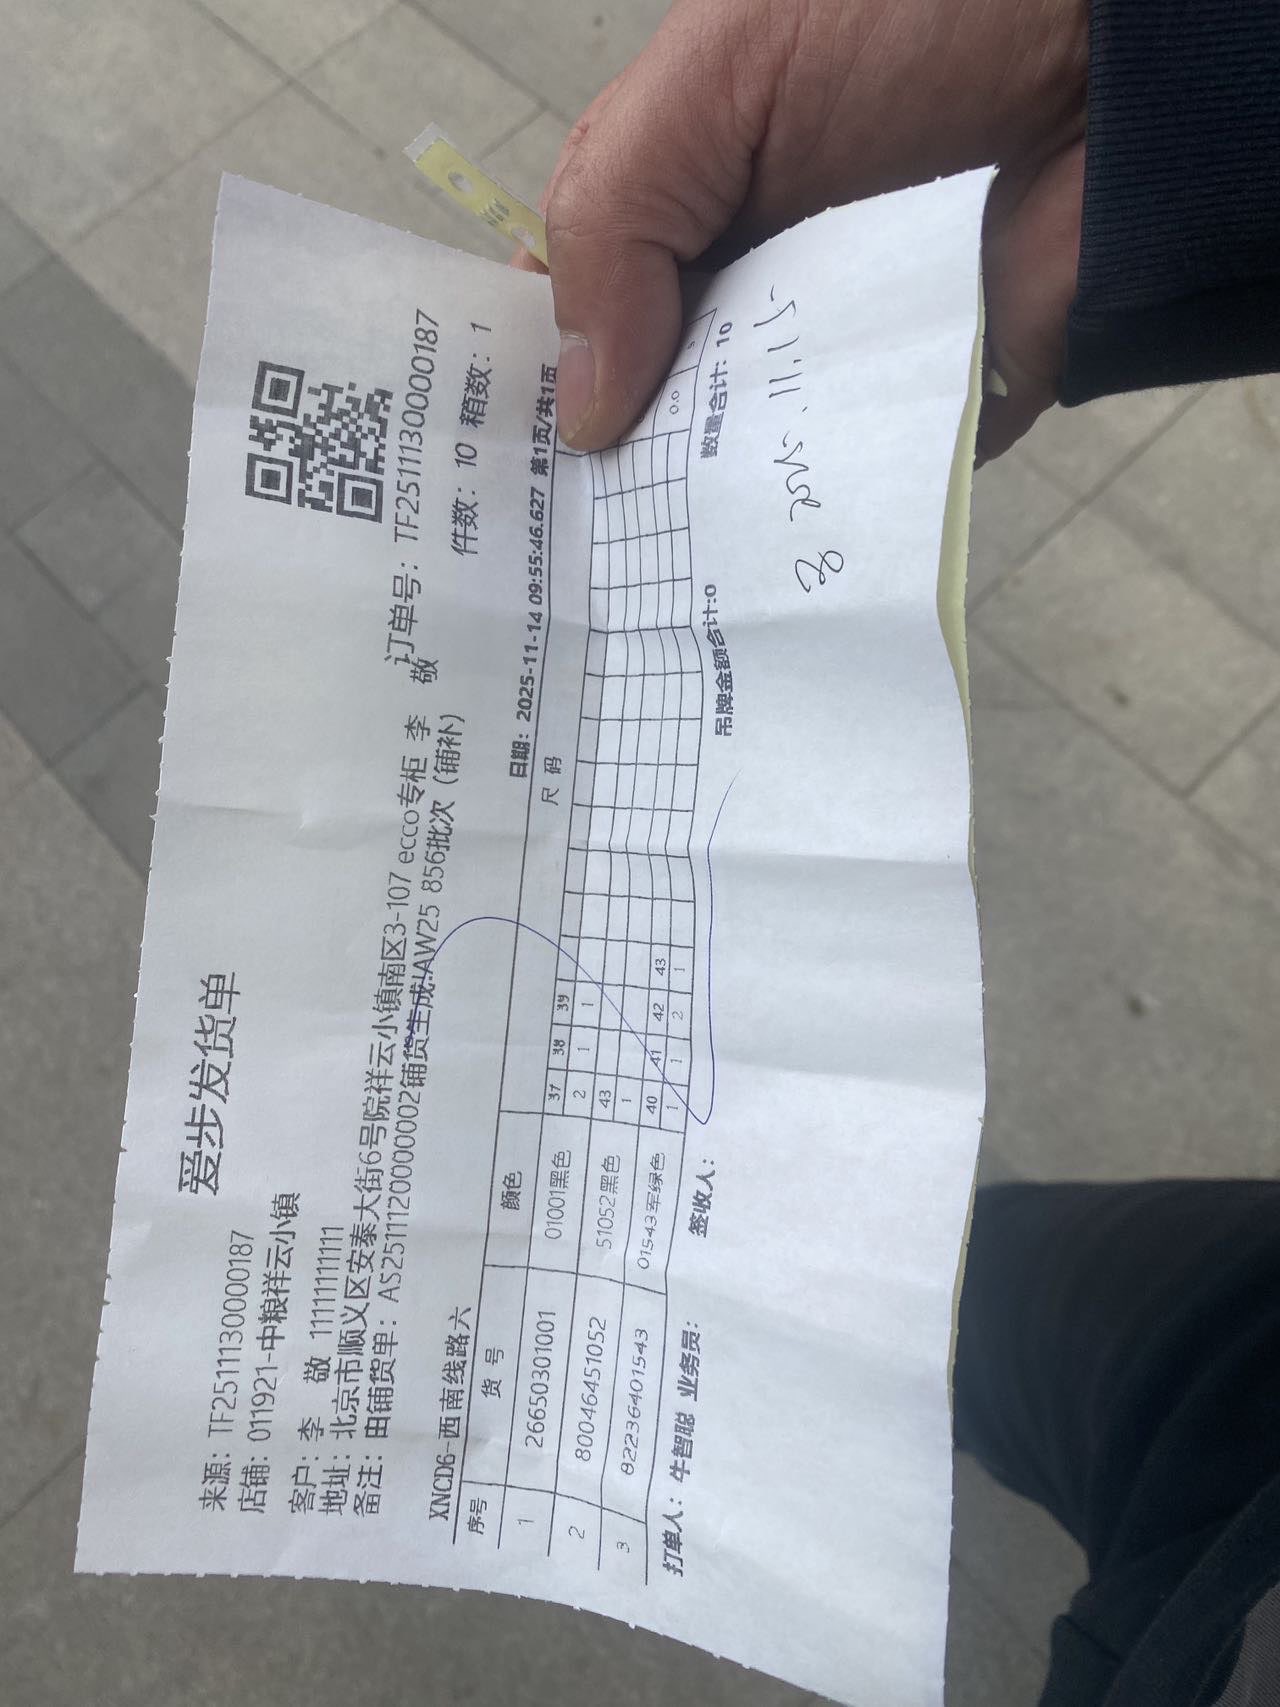 爱步发货单
来源：TF25111130000187
店铺：011921-中粮祥云小镇
客户：李 敬 11111111111
订单号：TF25111130000187
地址：北京市顺义区安泰大街6号院祥云小镇南区3-107 ecco专柜 李 敬
件数：10 箱数：1
备注：由铺货单：AS25111120000002铺货生成!AW25 856批次（铺补）
XNCD6-西南线路六
日期：2025-11-14 09:55:46.627 第1页/共1页
序号 货 号 颜色 尺 码
37 38 39
1 26650301001 01001黑色 2 1 1
43
2 80046451052 51052黑色 1
40 41 42 43
3 82236401543 01543军绿色 1 1 2 1 0.0 5
打单人：牛智聪 业务员： 签收人： 吊牌金额合计:0 数量合计：10
2025.11.15